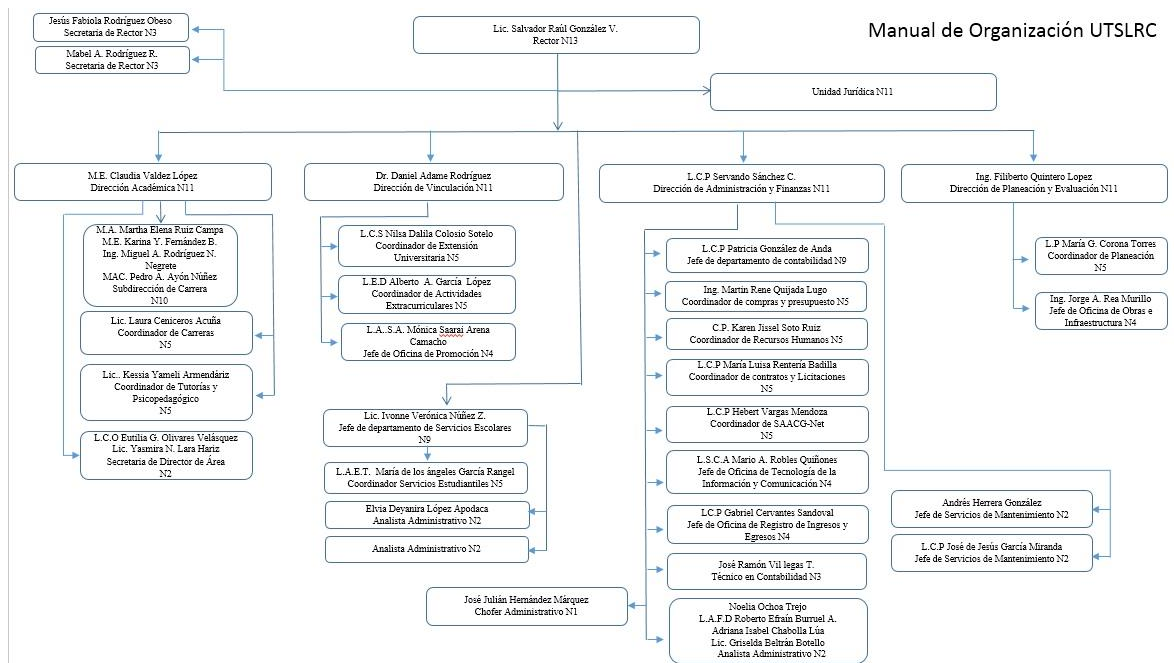 Manual de Organización UTSLRC
Jesús Fabiola Rodríguez Obeso
Secretaria de Rector N3
Mabel A. Rodríguez R.
Secretaria de Rector N3
Lic. Salvador Raúl González V.
Rector N13
Unidad Jurídica N11
M.E. Claudia Valdez López
Dirección Académica N11
Dr. Daniel Adame Rodríguez
Dirección de Vinculación N11
L.C.P Servando Sánchez C.
Dirección de Administración y Finanzas N11
Ing. Filiberto Quintero Lopez
Dirección de Planeación y Evaluación N11
M.A. Martha Elena Ruiz Campa
M.E. Karina Y. Fernández B.
Ing. Miguel A. Rodríguez N.
Negrete
MAC. Pedro A. Ayón Núñez
Subdirección de Carrera
N10
Lic. Laura Ceniceros Acuña
Coordinador de Carreras
N5
Lic.. Kessia Yameli Armendáriz
Coordinador de Tutorías y
Psicopedagógico
N5
L.C.O Eutilia G. Olivares Velásquez
Lic. Yasmira N. Lara Hariz
Secretaria de Director de Área
N2
L.C.S Nilsa Dalila Colosio Sotelo
Coordinador de Extensión
Universitaria N5
L.E.D Alberto A. García López
Coordinador de Actividades
Extracurriculares N5
L.A.S.A. Mónica Saarai Arena
Camacho
Jefe de Oficina de Promoción N4
Lic. Ivonne Verónica Núñez Z.
Jefe de departamento de Servicios Escolares
N9
L.A.E.T. María de los ángeles García Rangel
Coordinador Servicios Estudiantiles N5
Elvia Deyanira López Apodaca
Analista Administrativo N2
Analista Administrativo N2
L.C.P Patricia González de Anda
Jefe de departamento de contabilidad N9
Ing. Martin Rene Quijada Lugo
Coordinador de compras y presupuesto N5
C.P. Karen Jissel Soto Ruiz
Coordinador de Recursos Humanos N5
L.C.P María Luisa Rentería Badilla
Coordinador de contratos y Licitaciones
N5
L.C.P Hebert Vargas Mendoza
Coordinador de SAACG-Net
N5
L.S.C.A Mario A. Robles Quiñones
Jefe de Oficina de Tecnología de la
Información y Comunicación N4
LC.P Gabriel Cervantes Sandoval
Jefe de Oficina de Registro de Ingresos y
Egresos N4
José Ramón Vil legas T.
Técnico en Contabilidad N3
José Julián Hernández Márquez
Chofer Administrativo N1
Noelia Ochoa Trejo
L.A.F.D Roberto Efraín Burruel A.
Adriana Isabel Chabolla Lúa
Lic. Griselda Beltrán Botello
Analista Administrativo N2
L.P María G. Corona Torres
Coordinador de Planeación
N5
Ing. Jorge A. Rea Murillo
Jefe de Oficina de Obras e
Infraestructura N4
Andrés Herrera González
Jefe de Servicios de Mantenimiento N2
L.C.P José de Jesús García Miranda
Jefe de Servicios de Mantenimiento N2